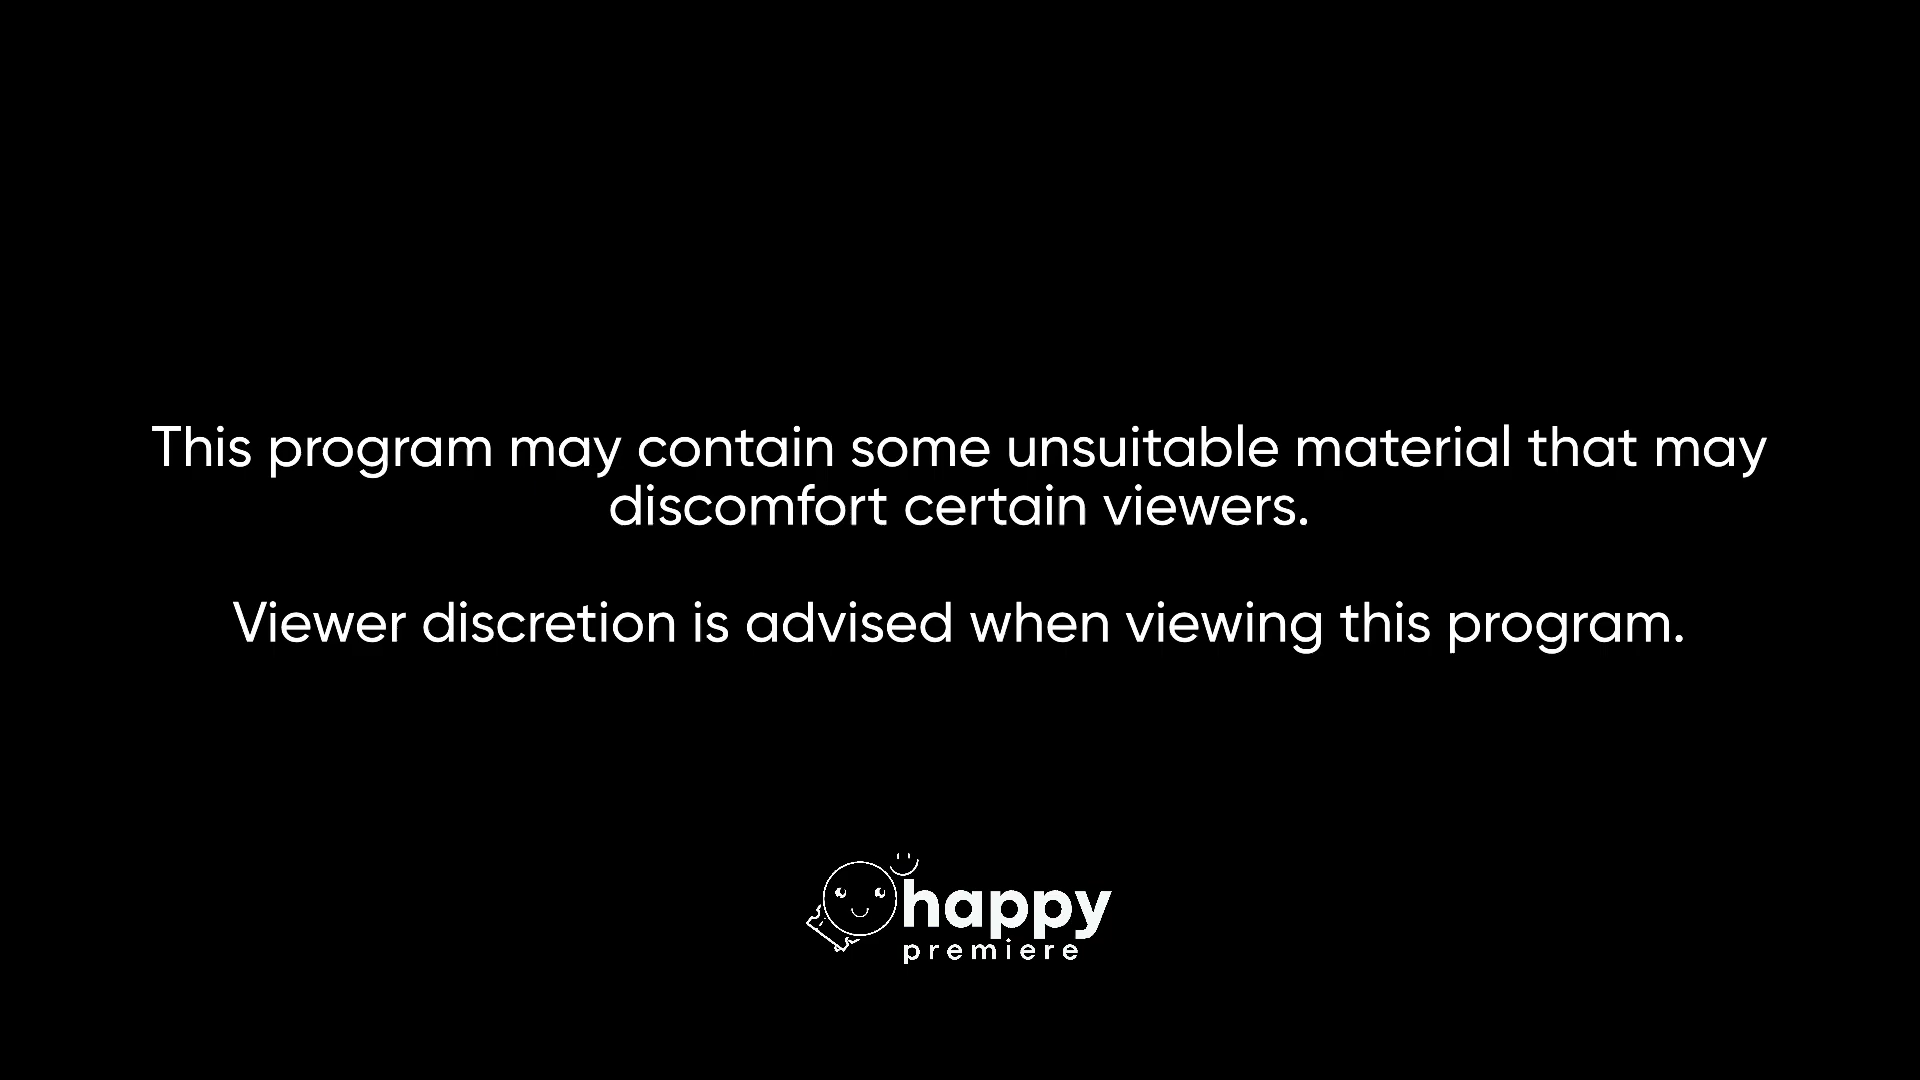 This program may contain some unsuitable material that may
discomfort certain viewers.
Viewer discretion is advised when viewing this program.
happy
premiere